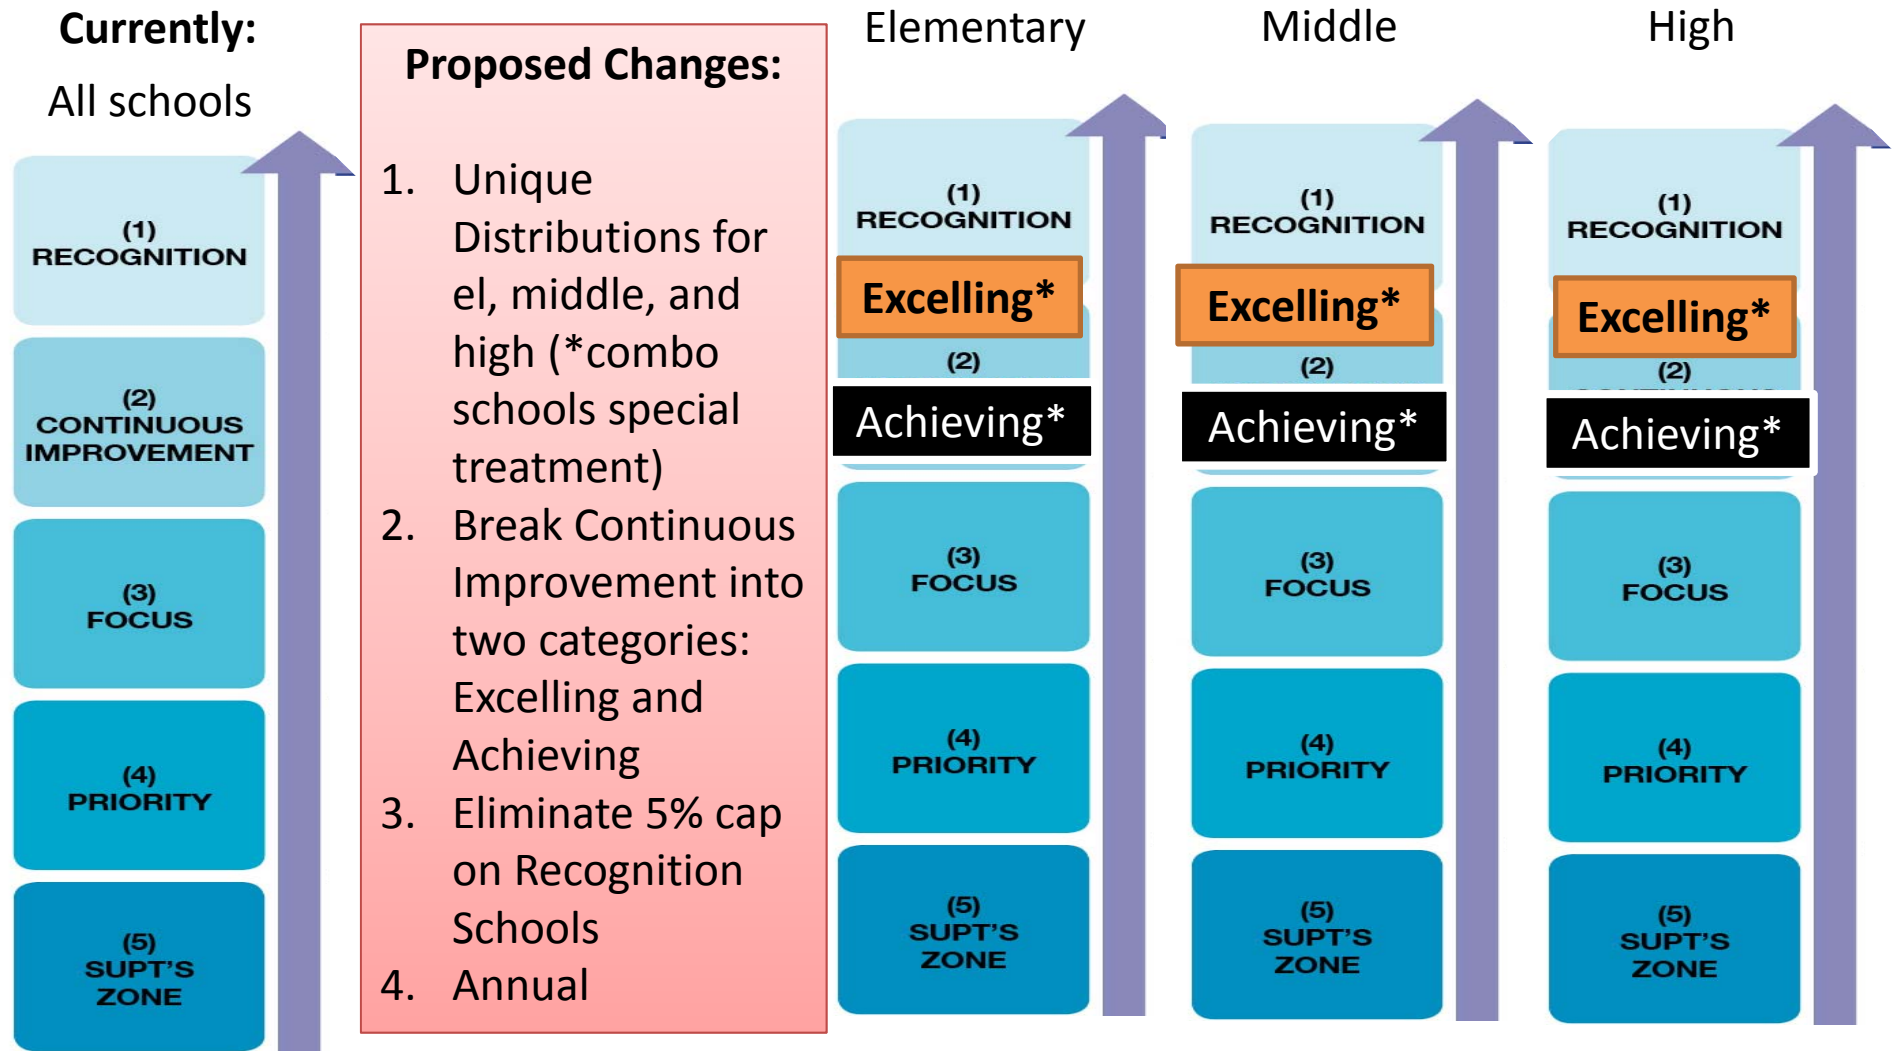 Currently:
All schools
(1)
RECOGNITION
(2)
CONTINUOUS
IMPROVEMENT
(3)
FOCUS
(4)
PRIORITY
(5)
SUPT'S
ZONE
Proposed Changes:
1. Unique
Distributions for
el, middle, and
high (*combo
schools special
treatment)
2. Break Continuous
Improvement into
two categories:
Excelling and
Achieving
3. Eliminate 5% cap
on Recognition
Schools
4. Annual
Elementary
(1)
RECOGNITION
Excelling*
(2)
Achieving*
(3)
FOCUS
(4)
PRIORITY
(5)
SUPT'S
ZONE
Middle
(1)
RECOGNITION
Excelling*
(2)
Achieving*
(3)
FOCUS
(4)
PRIORITY
(5)
SUPT'S
ZONE
High
(1)
RECOGNITION
Excelling*
(2)
Achieving*
(3)
FOCUS
(4)
PRIORITY
(5)
SUPT'S
ZONE